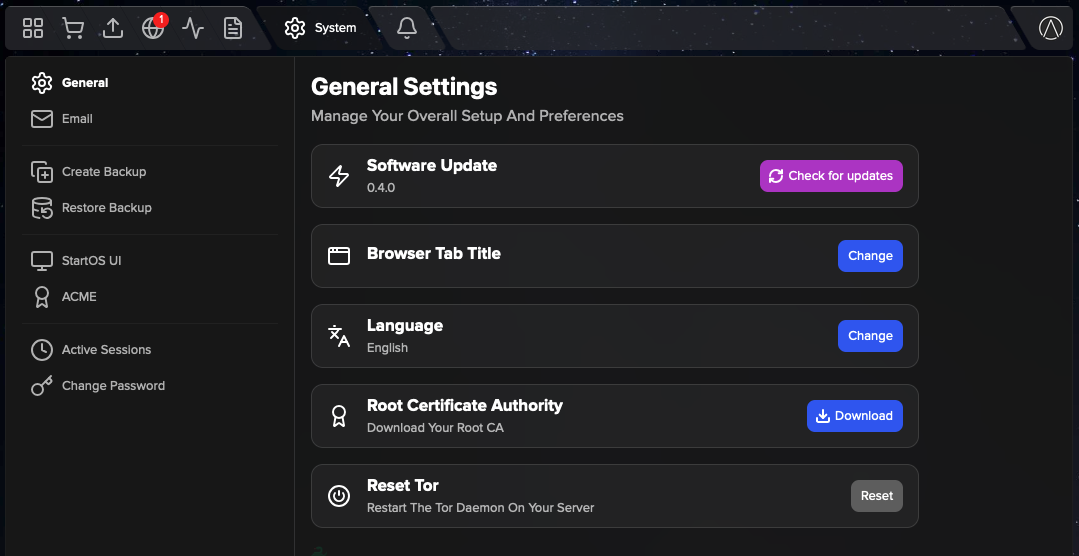 1
System
General
Email
Create Backup
Restore Backup
StartOS UI
ACME
Active Sessions
Change Password
General Settings
Manage Your Overall Setup And Preferences
Software Update
0.4.0
Check for updates
Browser Tab Title
Change
Language
English
Change
Root Certificate Authority
Download Your Root CA
Download
Reset Tor
Restart The Tor Daemon On Your Server
Reset